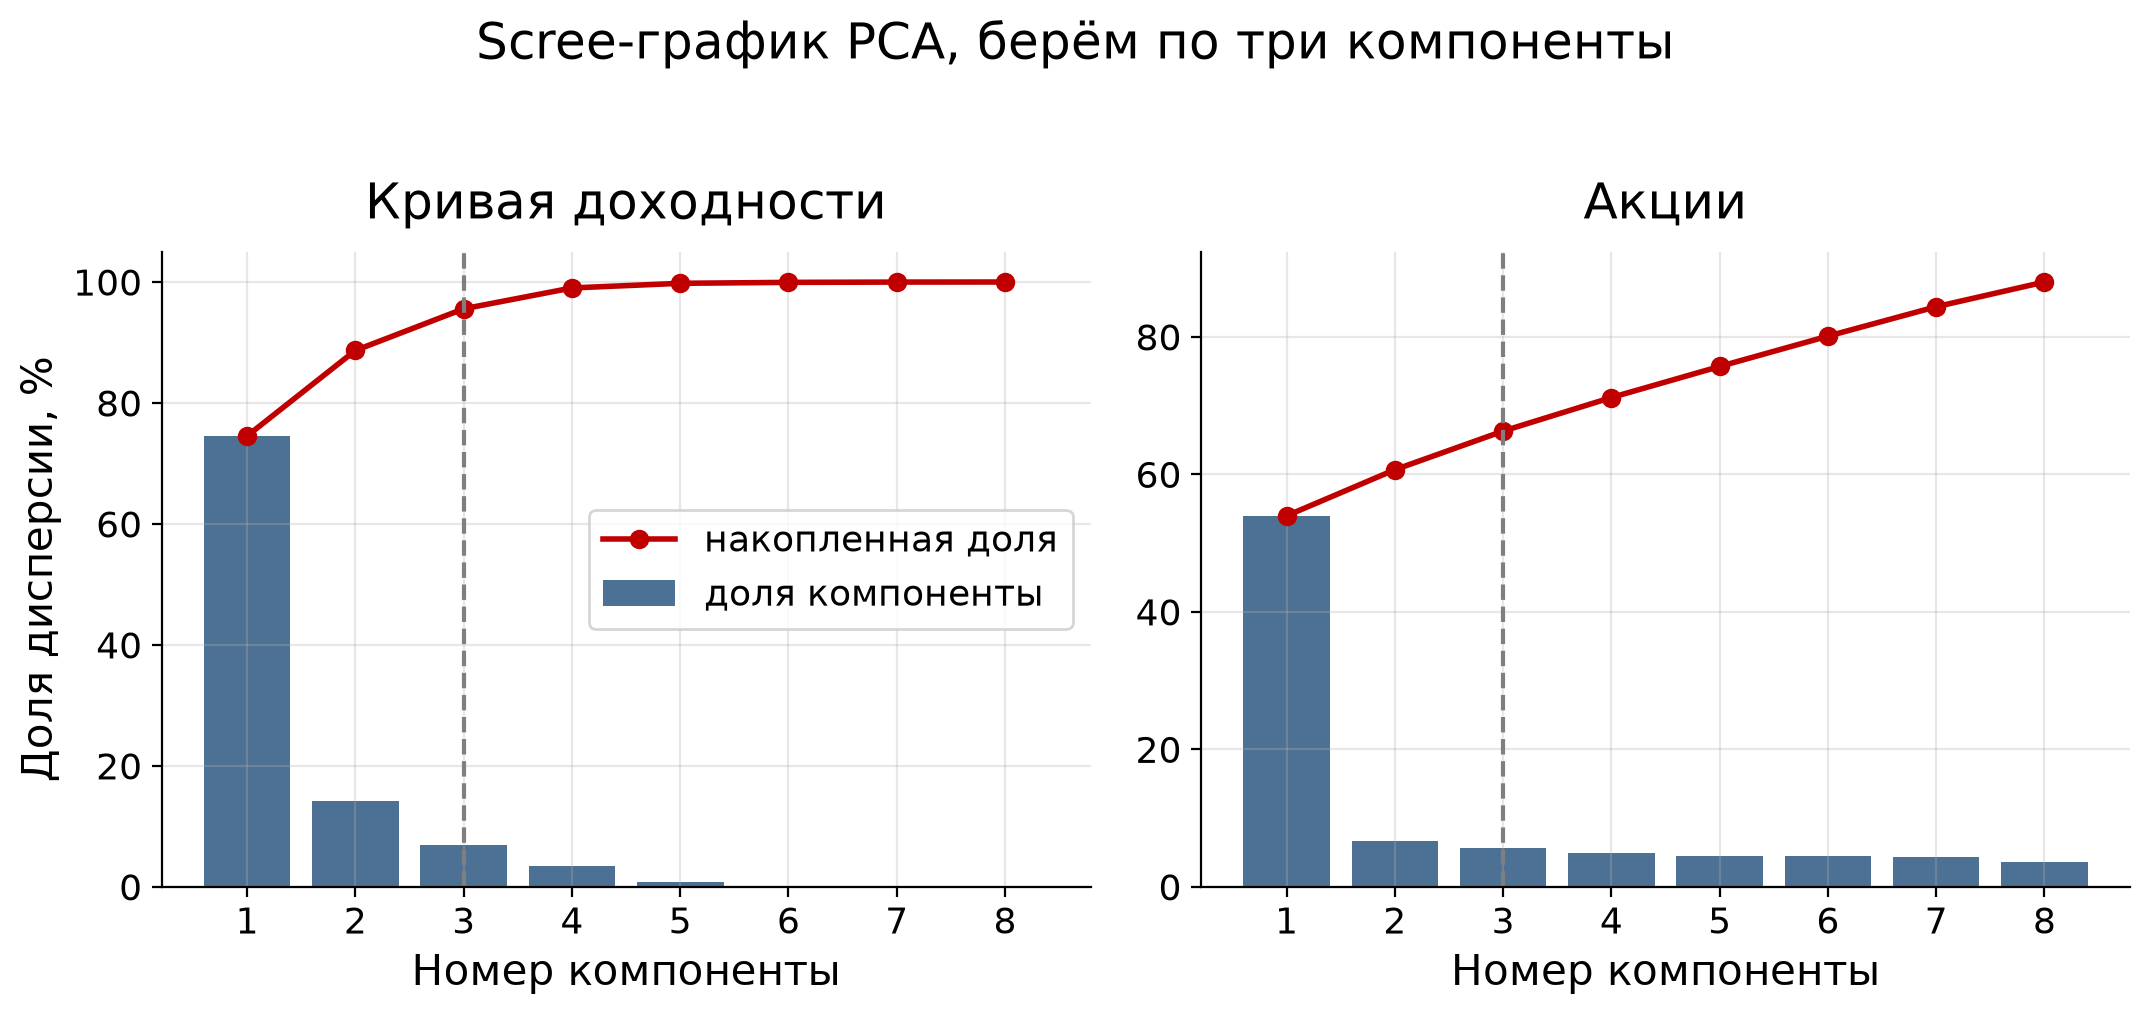 Scree-график PCA, берём по три компоненты
Кривая доходности
Доля дисперсии, %
100
80
60
40
20
0
накопленная доля
доля компоненты
1 2 3 4 5 6 7 8
Номер компоненты
Акции
80
60
40
20
0
1 2 3 4 5 6 7 8
Номер компоненты